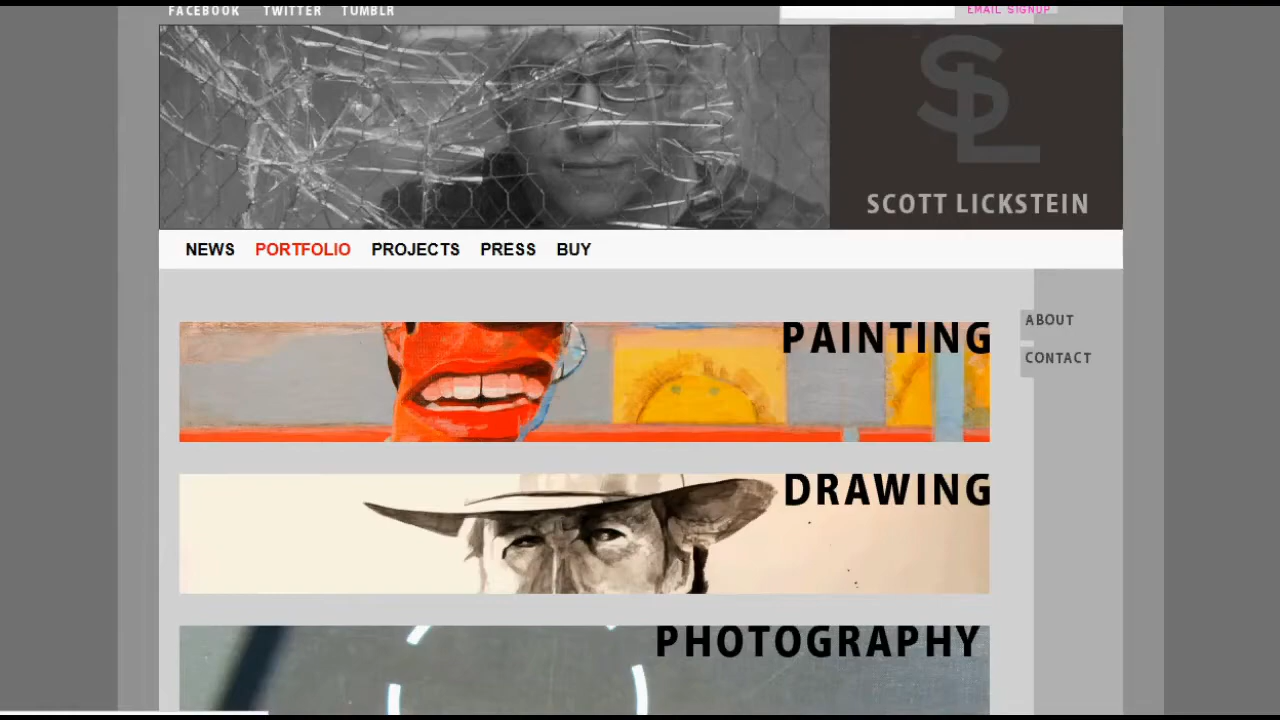 FACEBOOK TWITTER TUMBLR
EMAIL SIGNUP
SL
SCOTT LICKSTEIN
NEWS PORTFOLIO PROJECTS PRESS BUY
PAINTING
ABOUT
CONTACT
DRAWING
PHOTOGRAPHY